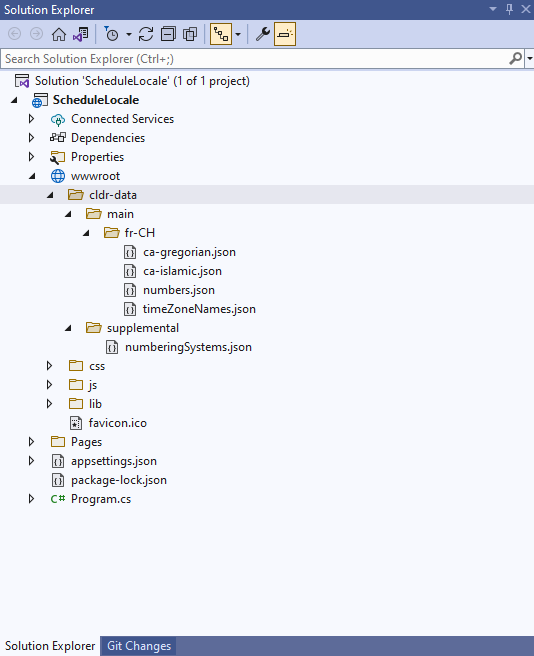 Solution Explorer
Search Solution Explorer (Ctrl+;)
Solution 'ScheduleLocale' (1 of 1 project)
ScheduleLocale
Connected Services
Dependencies
Properties
wwwroot
cldr-data
main
fr-CH
ca-gregorian.json
ca-islamic.json
numbers.json
timeZoneNames.json
supplemental
numberingSystems.json
css
js
lib
favicon.ico
Pages
appsettings.json
package-lock.json
C# Program.cs
Solution Explorer Git Changes